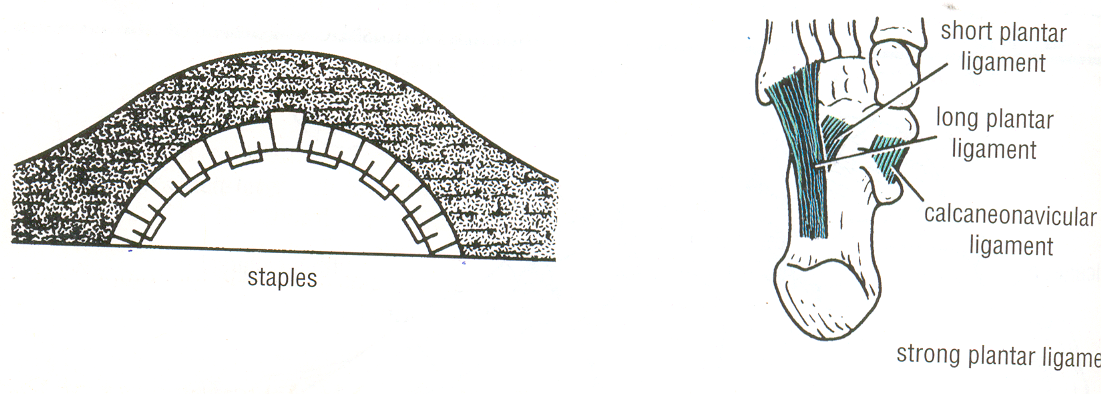 staples
short plantar
ligament
long plantar
ligament
calcaneonavicular
ligament
strong plantar ligame